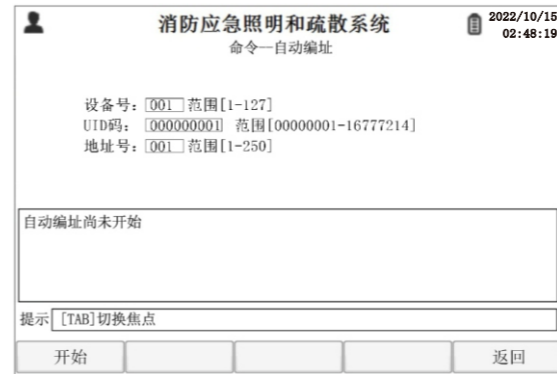 消防应急照明和疏散系统
2022/10/15
命令—自动编址
02:48:19
设备号：001 范围[1-127]
UID码：000000001 范围[00000001-16777214]
地址号：001 范围[1-250]
自动编址尚未开始
提示 [TAB]切换焦点
开始 返回